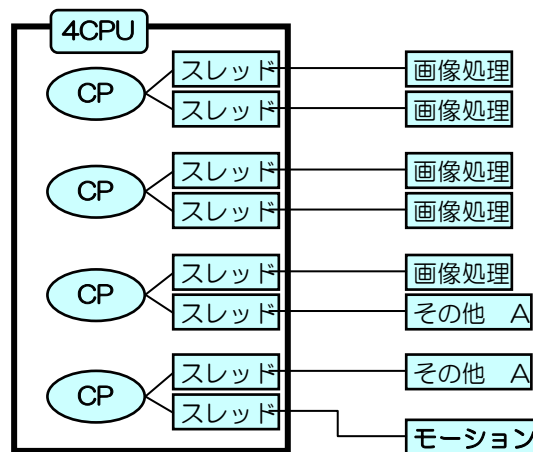 4CPU
CP
スレッド
画像処理
スレッド
画像処理
CP
スレッド
画像処理
スレッド
画像処理
CP
スレッド
画像処理
スレッド
その他 A
CP
スレッド
その他 A
スレッド
モーション